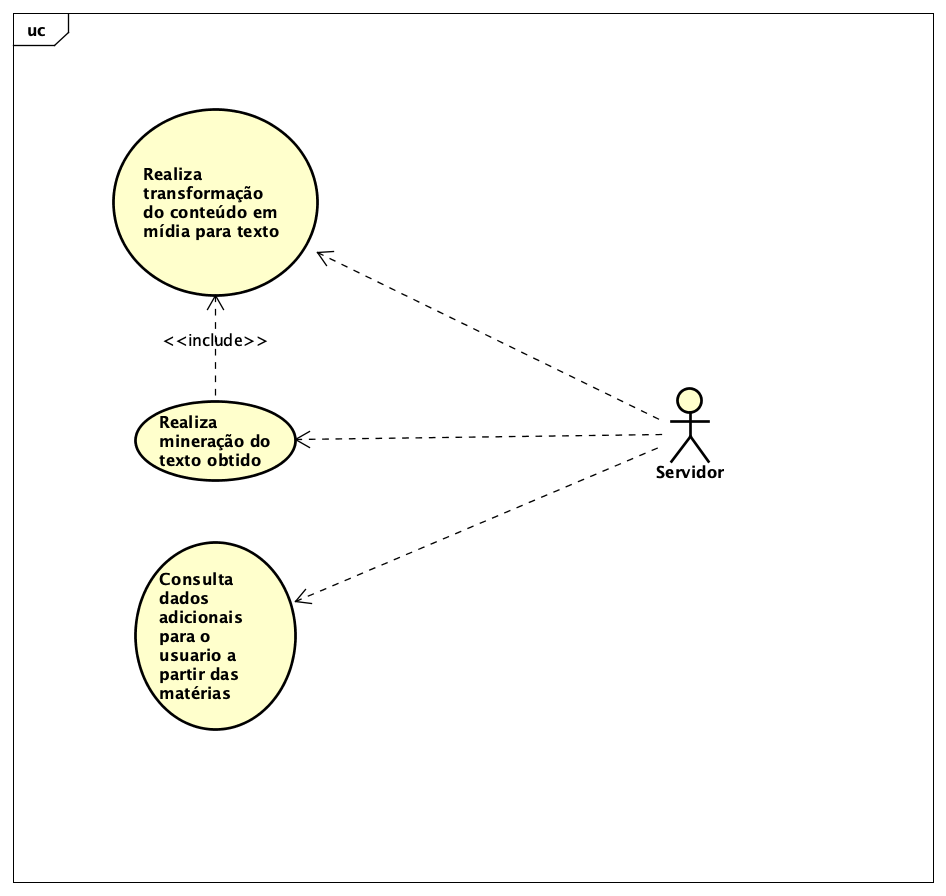 uc
Realiza
transformação
do conteúdo em
mídia para texto
<<include>>
Realiza
mineração do
texto obtido
Servidor
Consulta
dados
adicionais
para o
usuario a
partir das
matérias